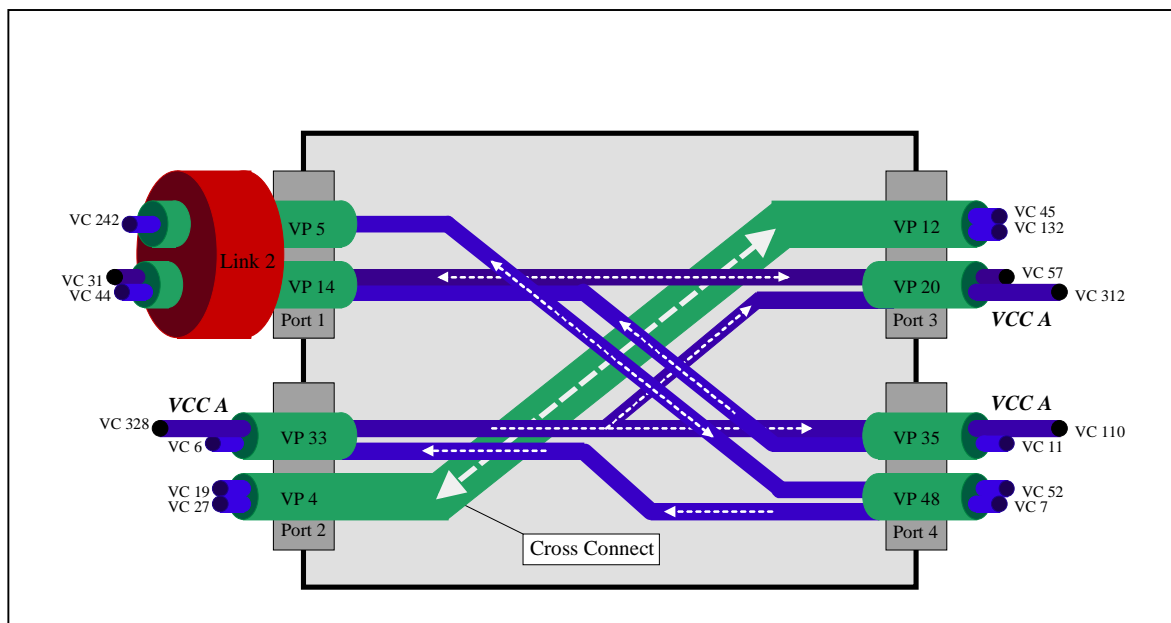 VC 242
VP 5
VP 12
VC 45
VC 132
Link 2
VC 31
VC 44
VP 14
VP 20
VC 57
VC 312
Port 1
Port 3
VCC A
VCC A
VCC A
VC 328
VC 6
VP 33
VP 35
VC 110
VC 11
VC 19
VC 27
VP 4
VP 48
VC 52
VC 7
Port 2
Port 4
Cross Connect